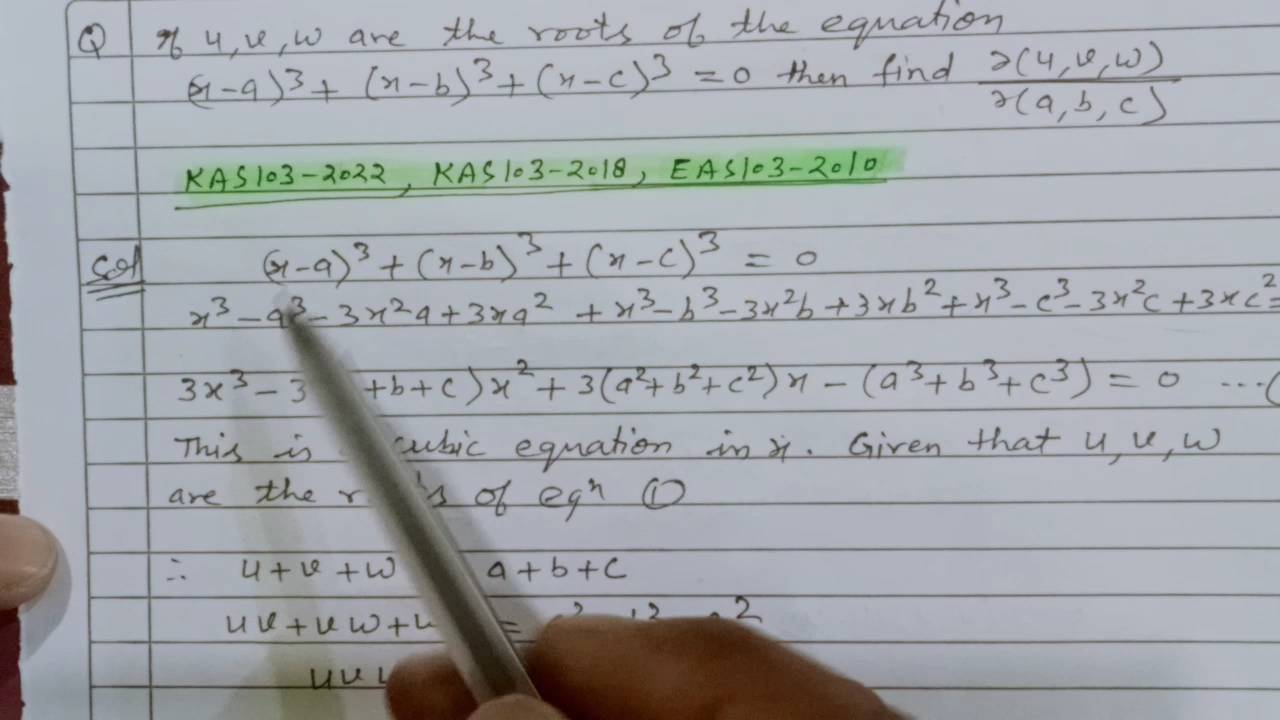 Q If u,v,w are the roots of the equation
(x-a)³ + (x-b)³ + (x-c)³ = 0 then find ∂(u,v,w)/∂(a,b,c)
KAS103-2022, KAS103-2018, EAS103-2010
Sol (x-a)³ + (x-b)³ + (x-c)³ = 0
x³ - a³ - 3x²a + 3xa² + x³ - b³ - 3x²b + 3xb² + x³ - c³ - 3x²c + 3xc² =
3x³ - 3 +b+c)x² + 3(a²+b²+c²)x - (a³+b³+c³) = 0 ...(
This is cubic equation in x. Given that u,v,w
are the of eqⁿ ①
∴ u+v+w a+b+c
uv+vw+ =
uv